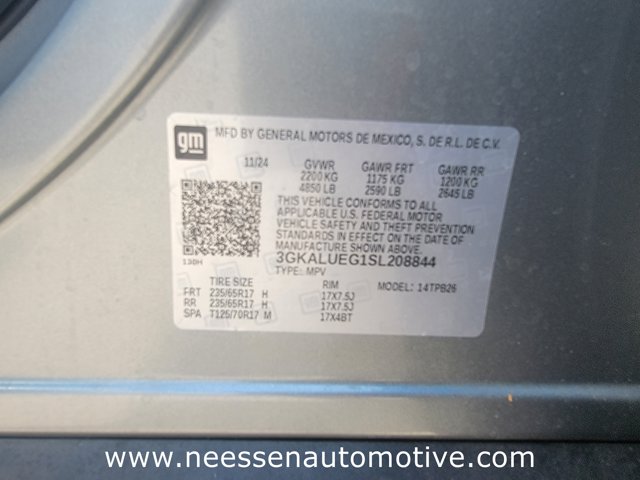 gm MFD BY GENERAL MOTORS DE MEXICO, S. DE R.L. DE C.V.
11/24 GVWR GAWR FRT GAWR RR
2200 KG 1175 KG 1200 KG
4850 LB 2590 LB 2645 LB
THIS VEHICLE CONFORMS TO ALL
APPLICABLE U.S. FEDERAL MOTOR
VEHICLE SAFETY AND THEFT PREVENTION
STANDARDS IN EFFECT ON THE DATE OF
MANUFACTURE SHOWN ABOVE.
130H 3GKALUEG1SL208844
TYPE: MPV
TIRE SIZE RIM MODEL: 14TPB26
FRT 235/65R17 H 17X7.5J
RR 235/65R17 H 17X7.5J
SPA T125/70R17 M 17X4BT
www.neessenautomotive.com